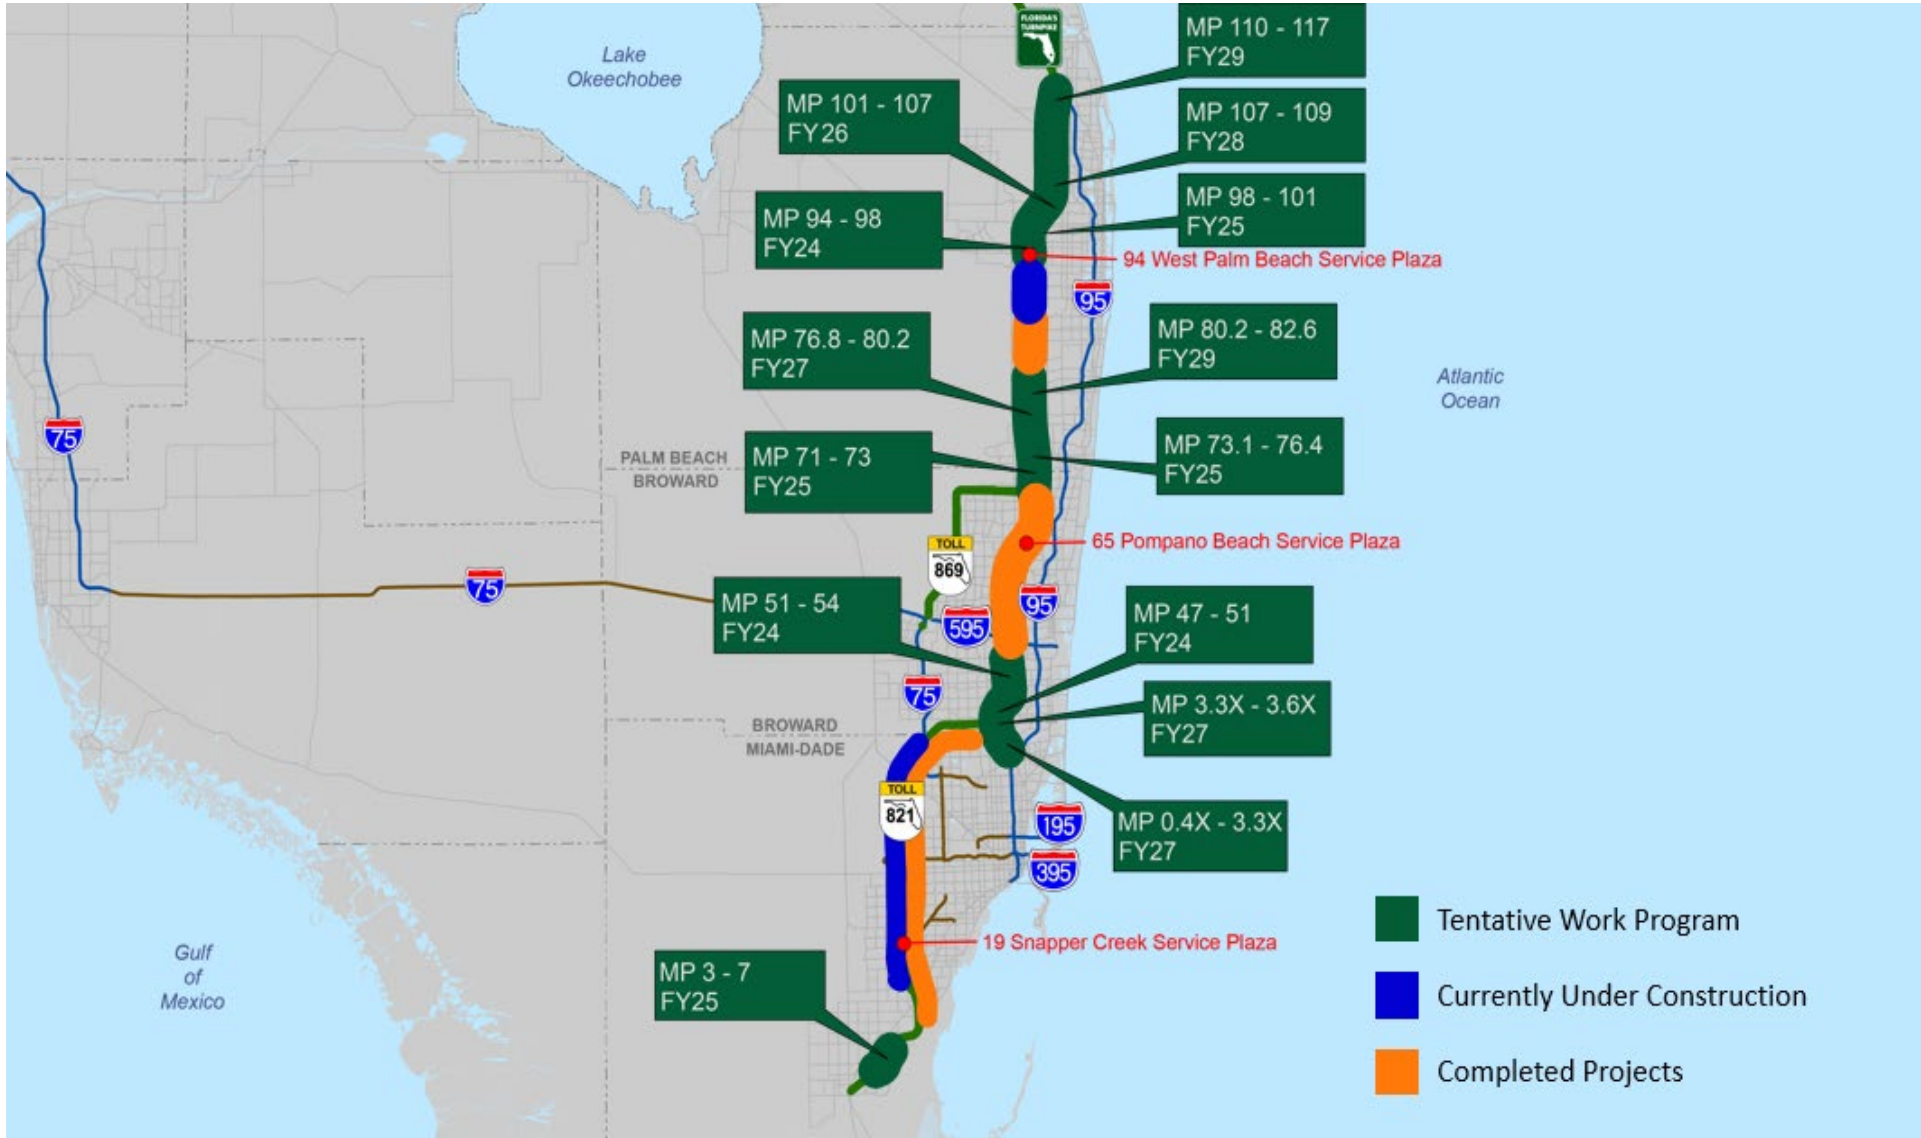 FLORIDA'S
TURNPIKE
Lake
Okeechobee
MP 110 - 117
FY29
MP 101 - 107
FY26
MP 107 - 109
FY28
MP 94 - 98
FY24
MP 98 - 101
FY25
94 West Palm Beach Service Plaza
95
MP 76.8 - 80.2
FY27
MP 80.2 - 82.6
FY29
Atlantic
Ocean
75
PALM BEACH
BROWARD
MP 71 - 73
FY25
MP 73.1 - 76.4
FY25
65 Pompano Beach Service Plaza
TOLL
869
75
MP 51 - 54
FY24
595
95
MP 47 - 51
FY24
75
MP 3.3X - 3.6X
FY27
BROWARD
MIAMI-DADE
TOLL
821
195
MP 0.4X - 3.3X
FY27
395
19 Snapper Creek Service Plaza
Gulf
of
Mexico
MP 3 - 7
FY25
Tentative Work Program
Currently Under Construction
Completed Projects